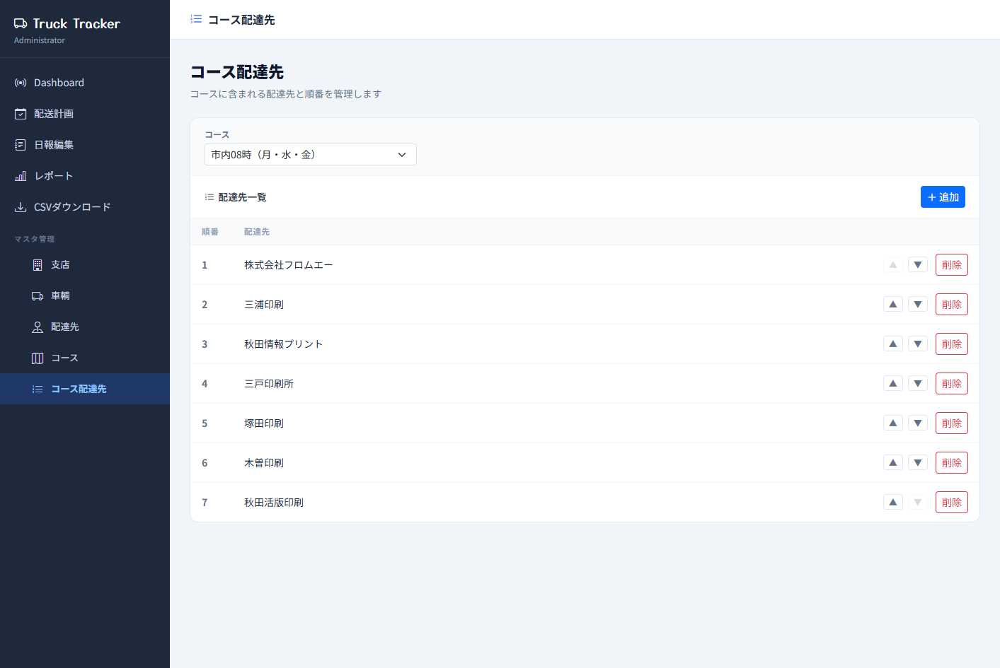 Truck Tracker
Administrator
Dashboard
配送計画
日報編集
レポート
CSVダウンロード
マスタ管理
支店
車輌
配達先
コース
コース配達先
コース配達先
コース配達先
コースに含まれる配達先と順番を管理します
コース
市内08時（月・水・金）
配達先一覧
＋ 追加
順番 配達先
1 株式会社フロムエー ▲ ▼ 削除
2 三浦印刷 ▲ ▼ 削除
3 秋田情報プリント ▲ ▼ 削除
4 三戸印刷所 ▲ ▼ 削除
5 塚田印刷 ▲ ▼ 削除
6 木曽印刷 ▲ ▼ 削除
7 秋田活版印刷 ▲ ▼ 削除